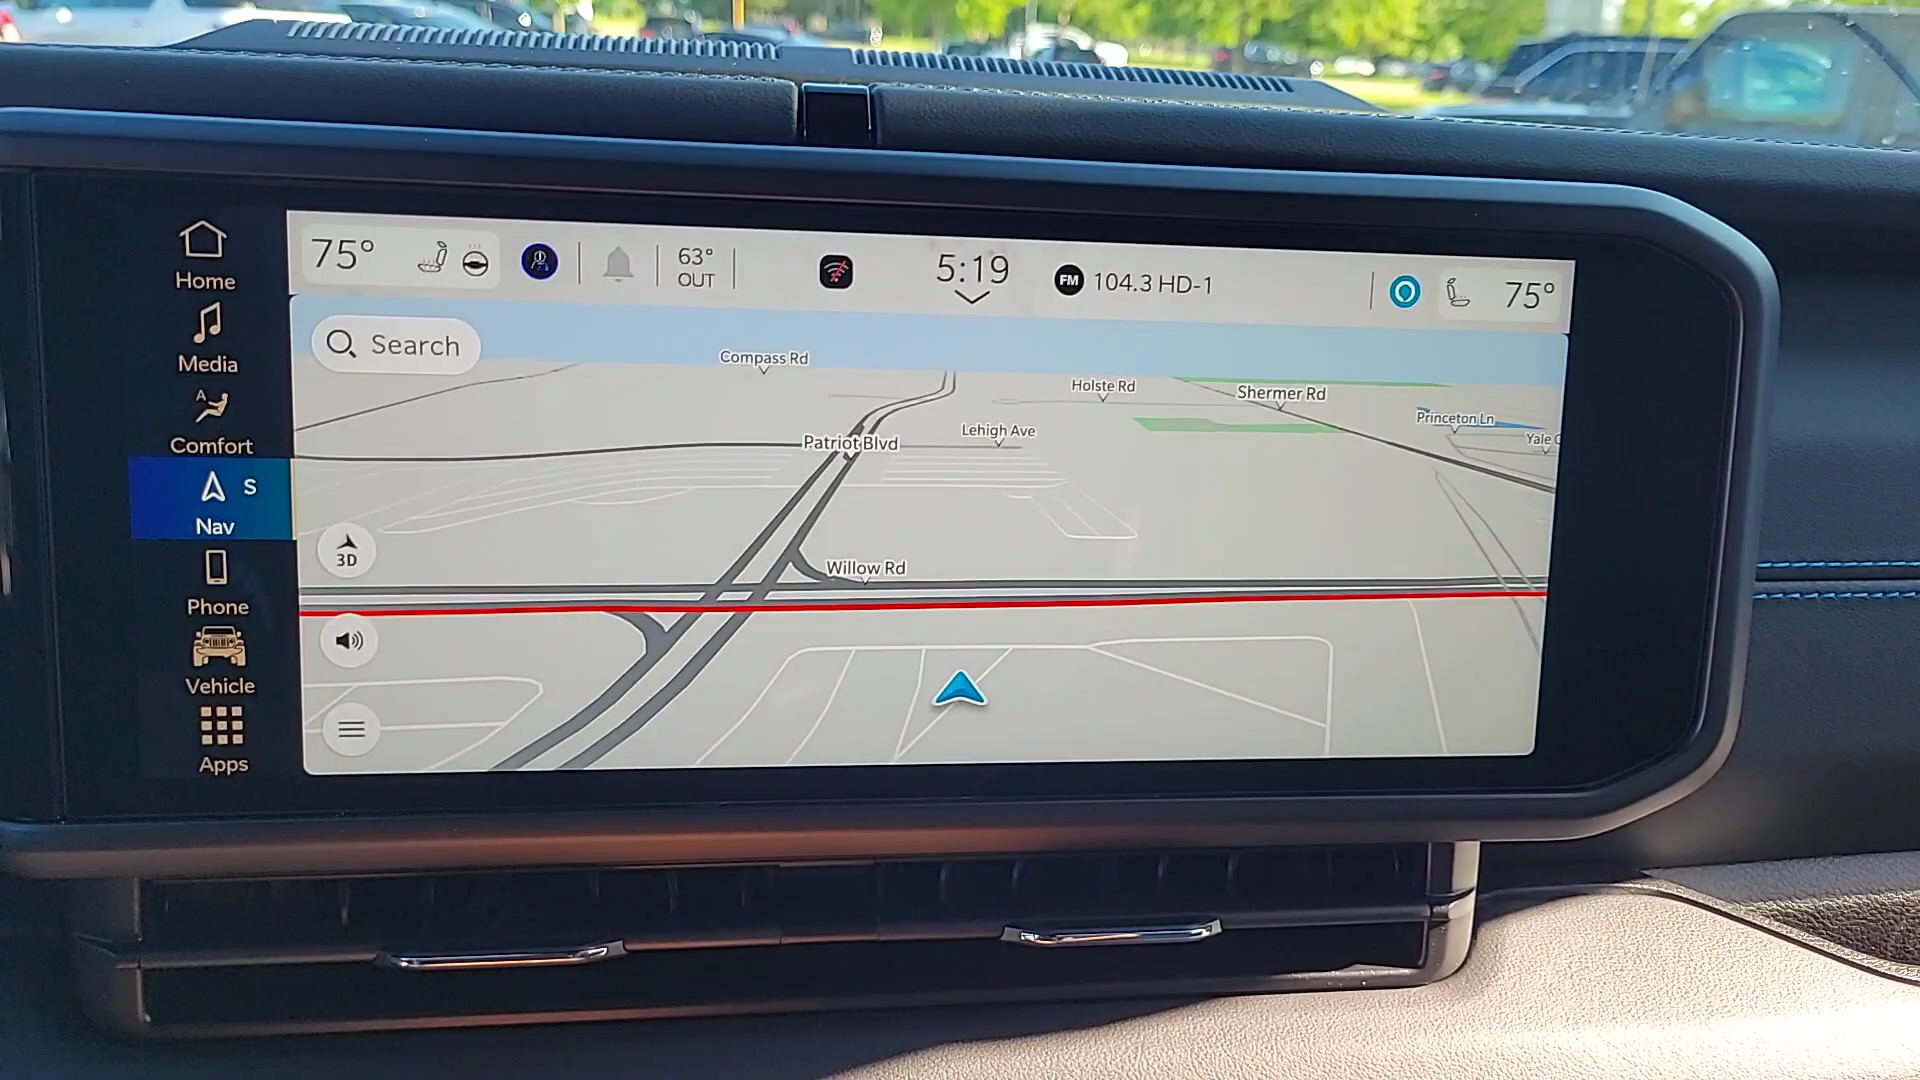 75°
63°
OUT
5:19
FM
104.3 HD-1
75°
Home
Media
A
Comfort
S
Nav
Phone
Vehicle
Apps
Search
Compass Rd
Holste Rd
Shermer Rd
Princeton Ln
Yale
Lehigh Ave
Patriot Blvd
3D
Willow Rd